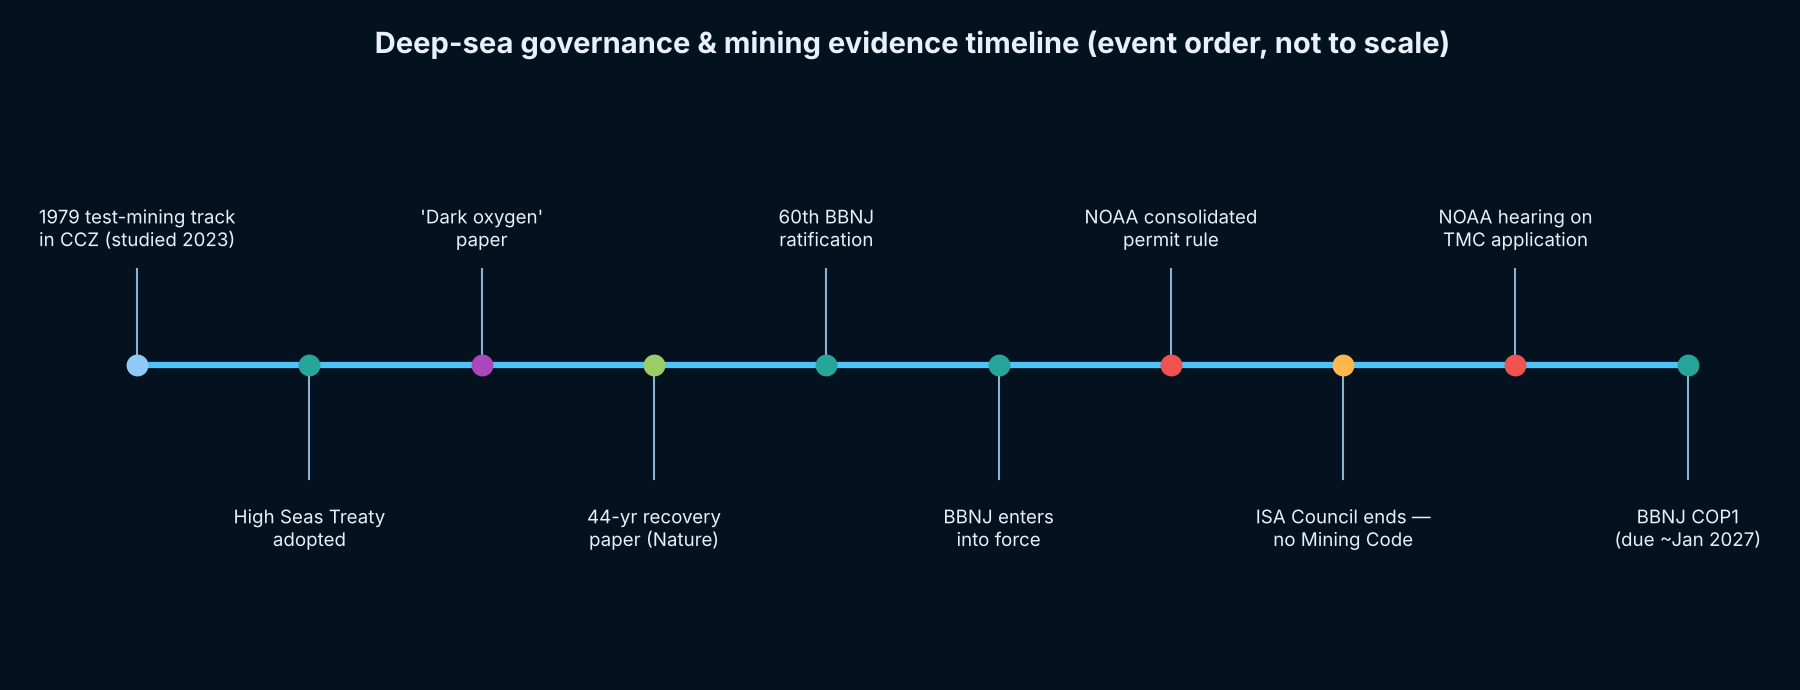 Deep-sea governance & mining evidence timeline (event order, not to scale)
1979 test-mining track
in CCZ (studied 2023)
High Seas Treaty
adopted
'Dark oxygen'
paper
44-yr recovery
paper (Nature)
60th BBNJ
ratification
BBNJ enters
into force
NOAA consolidated
permit rule
ISA Council ends —
no Mining Code
NOAA hearing on
TMC application
BBNJ COP1
(due ~Jan 2027)